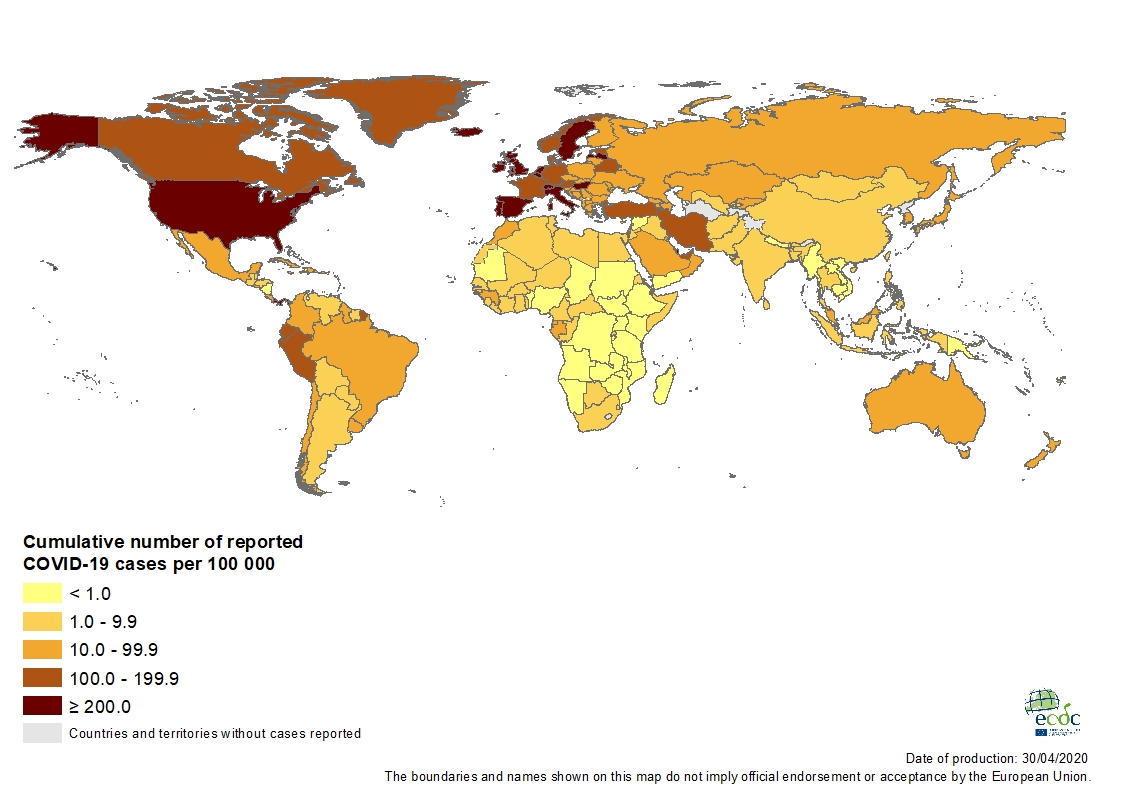 Cumulative number of reported
COVID-19 cases per 100 000
< 1.0
1.0 - 9.9
10.0 - 99.9
100.0 - 199.9
≥ 200.0
Countries and territories without cases reported
ecdc
Date of production: 30/04/2020
The boundaries and names shown on this map do not imply official endorsement or acceptance by the European Union.